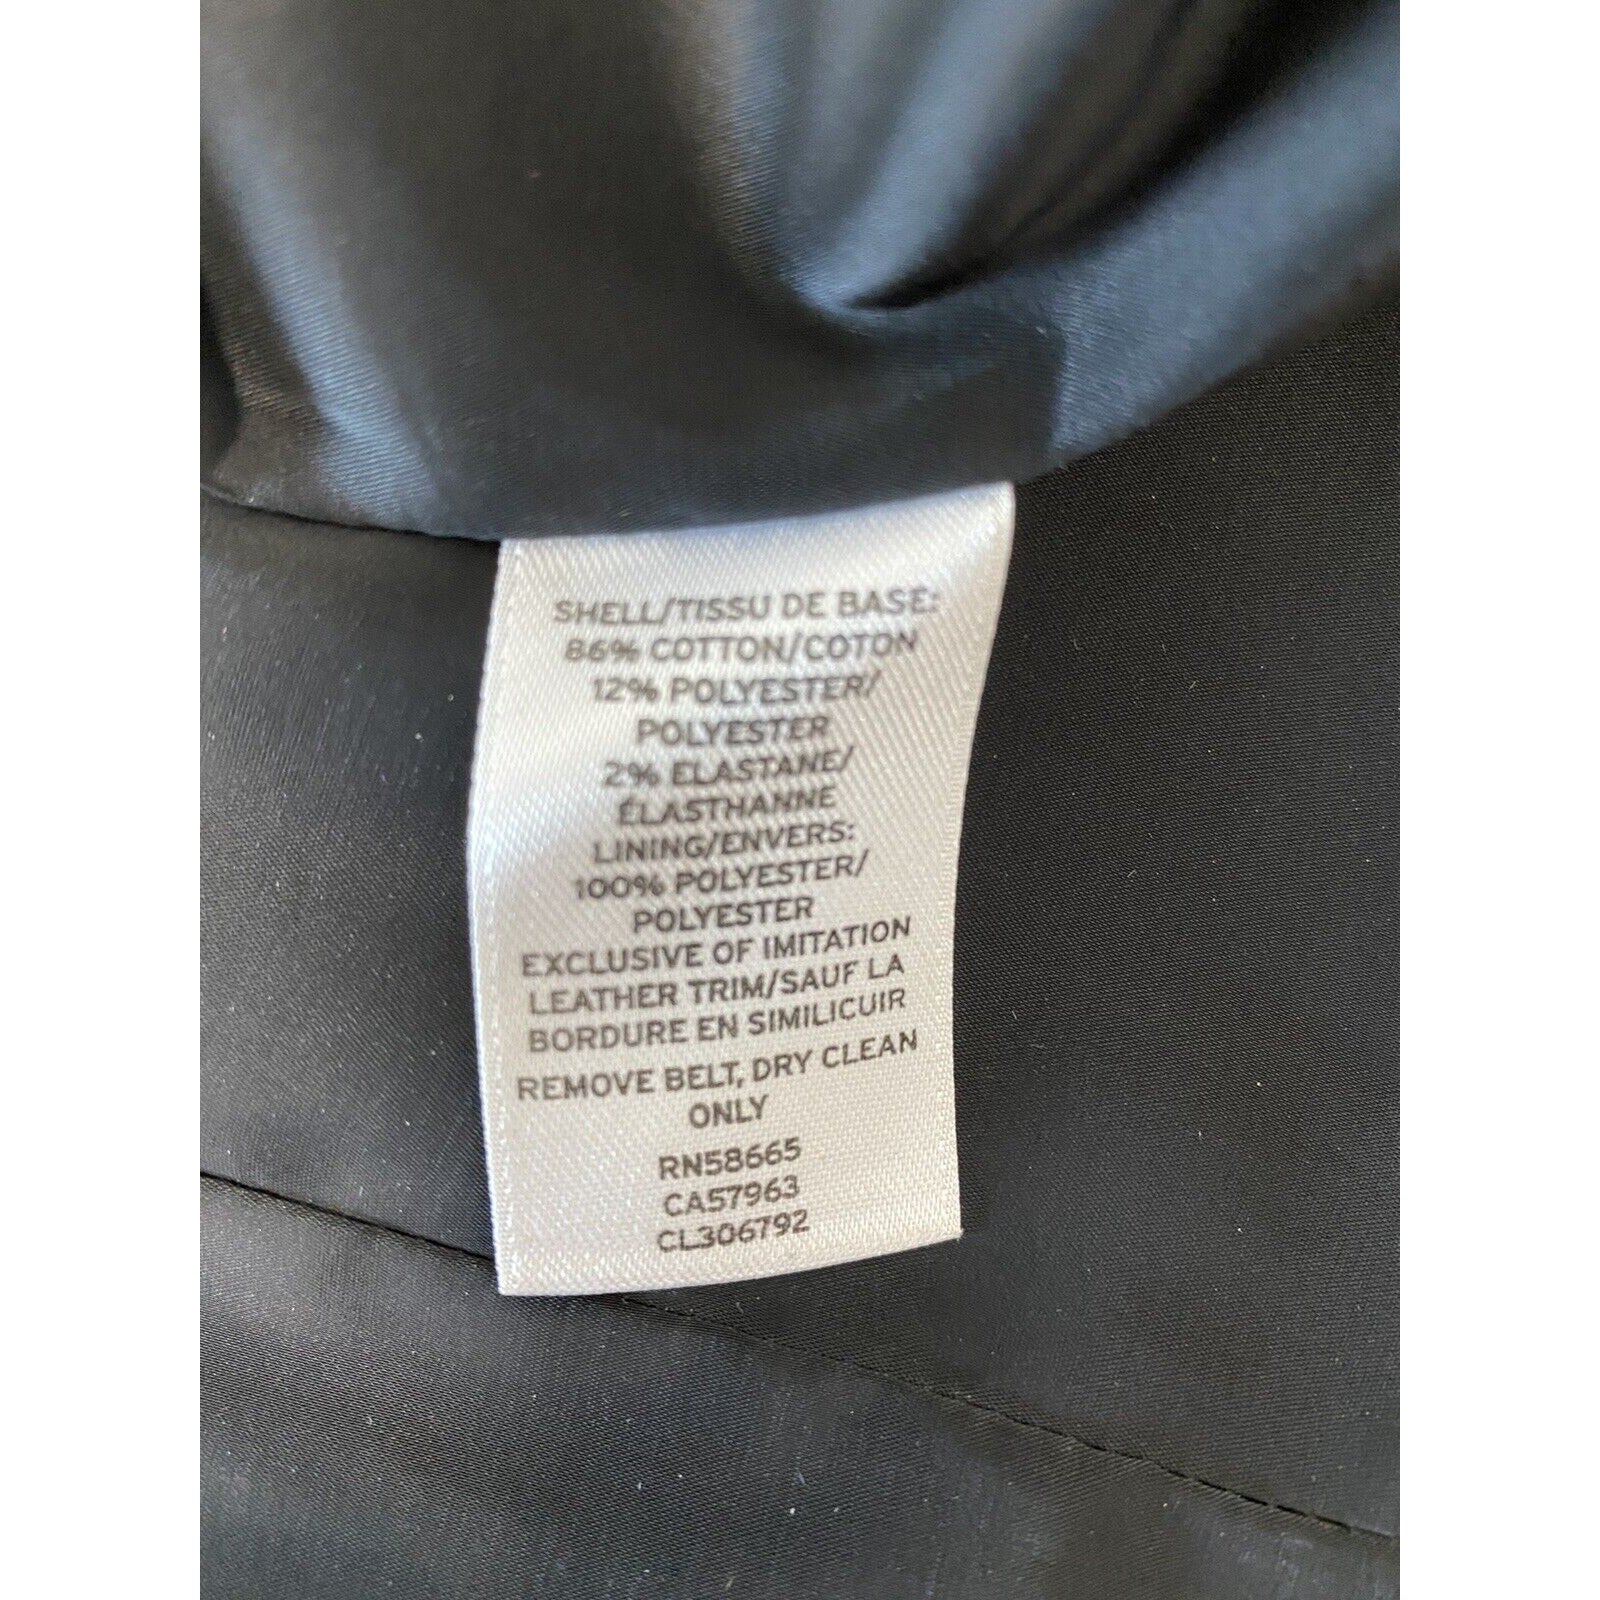 SHELL/TISSU DE BASE:
86% COTTON/COTON
12% POLYESTER/
POLYESTER
2% ELASTANE/
ÉLASTHANNE
LINING/ENVERS:
100% POLYESTER/
POLYESTER
EXCLUSIVE OF IMITATION
LEATHER TRIM/SAUF LA
BORDURE EN SIMILICUIR
REMOVE BELT, DRY CLEAN
ONLY
RN58665
CA57963
CL306792